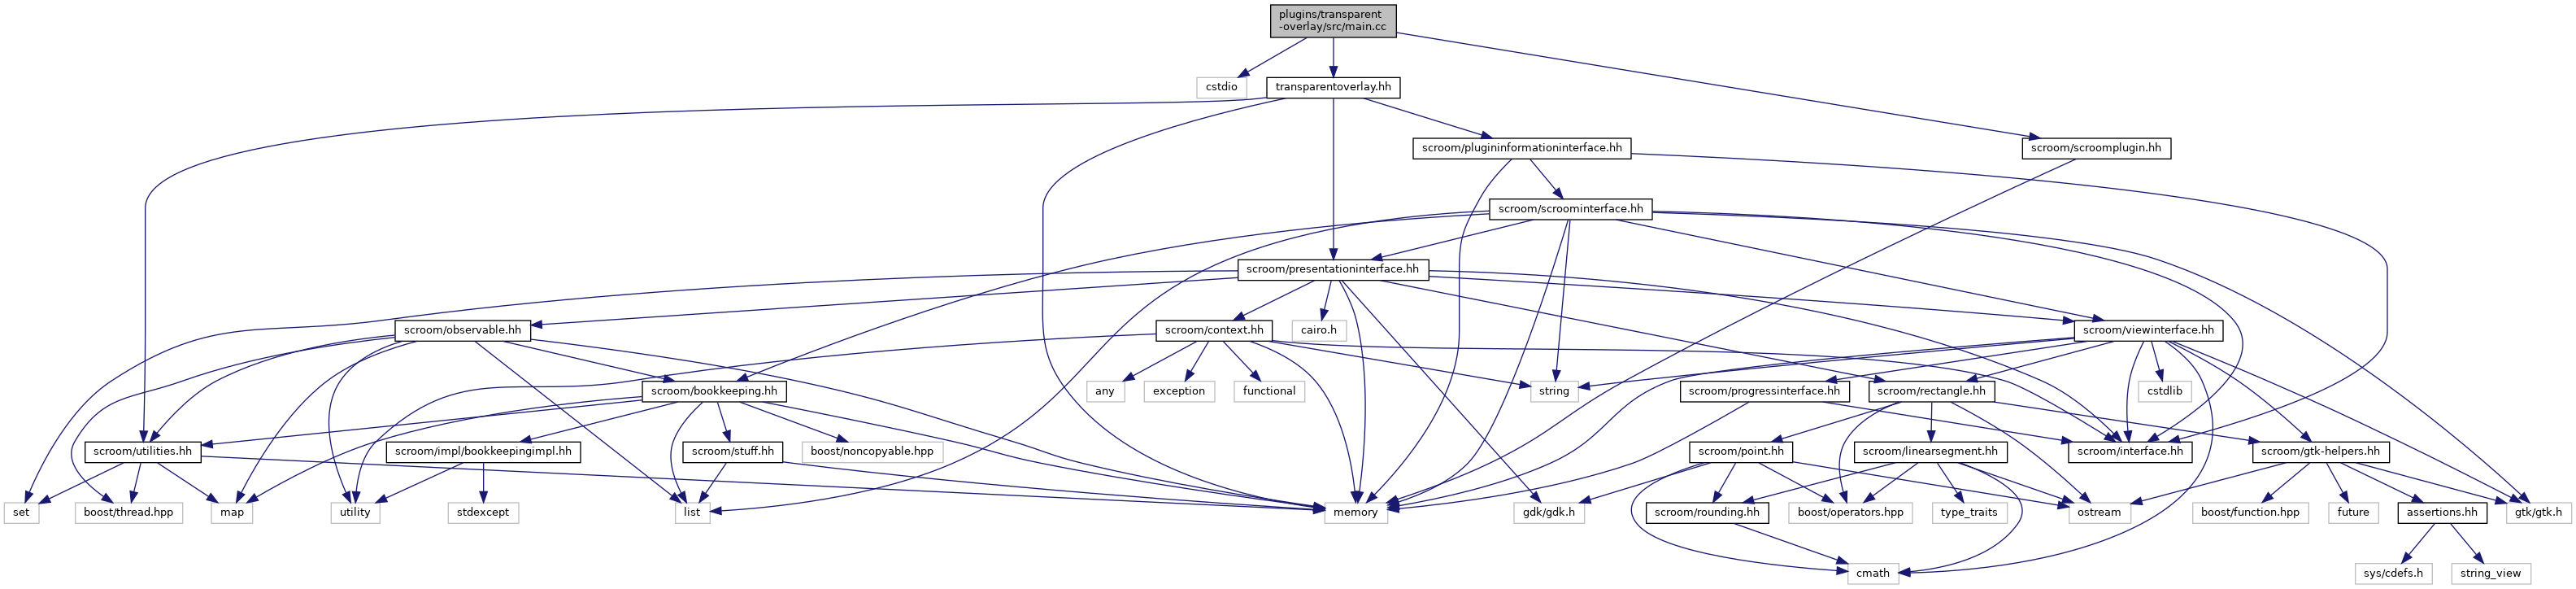 plugins/transparent
-overlay/src/main.cc
cstdio
transparentoverlay.hh
scroom/plugininformationinterface.hh
scroom/scroomplugin.hh
scroom/scroominterface.hh
scroom/presentationinterface.hh
scroom/observable.hh
scroom/context.hh
cairo.h
scroom/viewinterface.hh
scroom/bookkeeping.hh
any
exception
functional
string
scroom/progressinterface.hh
scroom/rectangle.hh
cstdlib
scroom/utilities.hh
scroom/impl/bookkeepingimpl.hh
scroom/stuff.hh
boost/noncopyable.hpp
scroom/point.hh
scroom/linearsegment.hh
scroom/interface.hh
scroom/gtk-helpers.hh
set
boost/thread.hpp
map
utility
stdexcept
list
memory
gdk/gdk.h
scroom/rounding.hh
boost/operators.hpp
type_traits
ostream
boost/function.hpp
future
assertions.hh
gtk/gtk.h
cmath
sys/cdefs.h
string_view